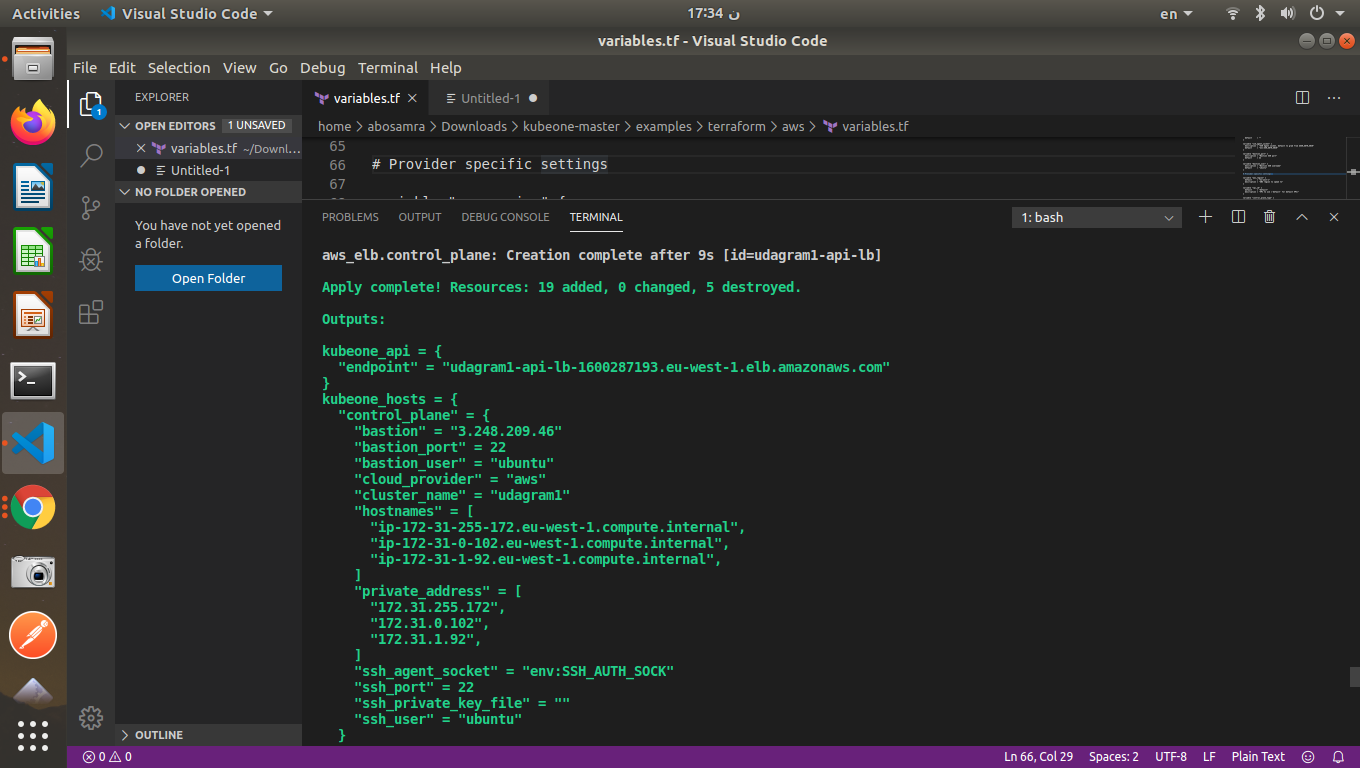 Activities Visual Studio Code 17:34 ن en
variables.tf - Visual Studio Code
File Edit Selection View Go Debug Terminal Help
1
EXPLORER
OPEN EDITORS 1 UNSAVED
variables.tf ~/Downl...
Untitled-1
NO FOLDER OPENED
You have not yet opened
a folder.
Open Folder
OUTLINE
variables.tf Untitled-1
home > abosamra > Downloads > kubeone-master > examples > terraform > aws > variables.tf
65
66 # Provider specific settings
67
PROBLEMS OUTPUT DEBUG CONSOLE TERMINAL 1: bash
aws_elb.control_plane: Creation complete after 9s [id=udagram1-api-lb]
Apply complete! Resources: 19 added, 0 changed, 5 destroyed.
Outputs:
kubeone_api = {
"endpoint" = "udagram1-api-lb-1600287193.eu-west-1.elb.amazonaws.com"
}
kubeone_hosts = {
"control_plane" = {
"bastion" = "3.248.209.46"
"bastion_port" = 22
"bastion_user" = "ubuntu"
"cloud_provider" = "aws"
"cluster_name" = "udagram1"
"hostnames" = [
"ip-172-31-255-172.eu-west-1.compute.internal",
"ip-172-31-0-102.eu-west-1.compute.internal",
"ip-172-31-1-92.eu-west-1.compute.internal",
]
"private_address" = [
"172.31.255.172",
"172.31.0.102",
"172.31.1.92",
]
"ssh_agent_socket" = "env:SSH_AUTH_SOCK"
"ssh_port" = 22
"ssh_private_key_file" = ""
"ssh_user" = "ubuntu"
}
0 0 Ln 66, Col 29 Spaces: 2 UTF-8 LF Plain Text